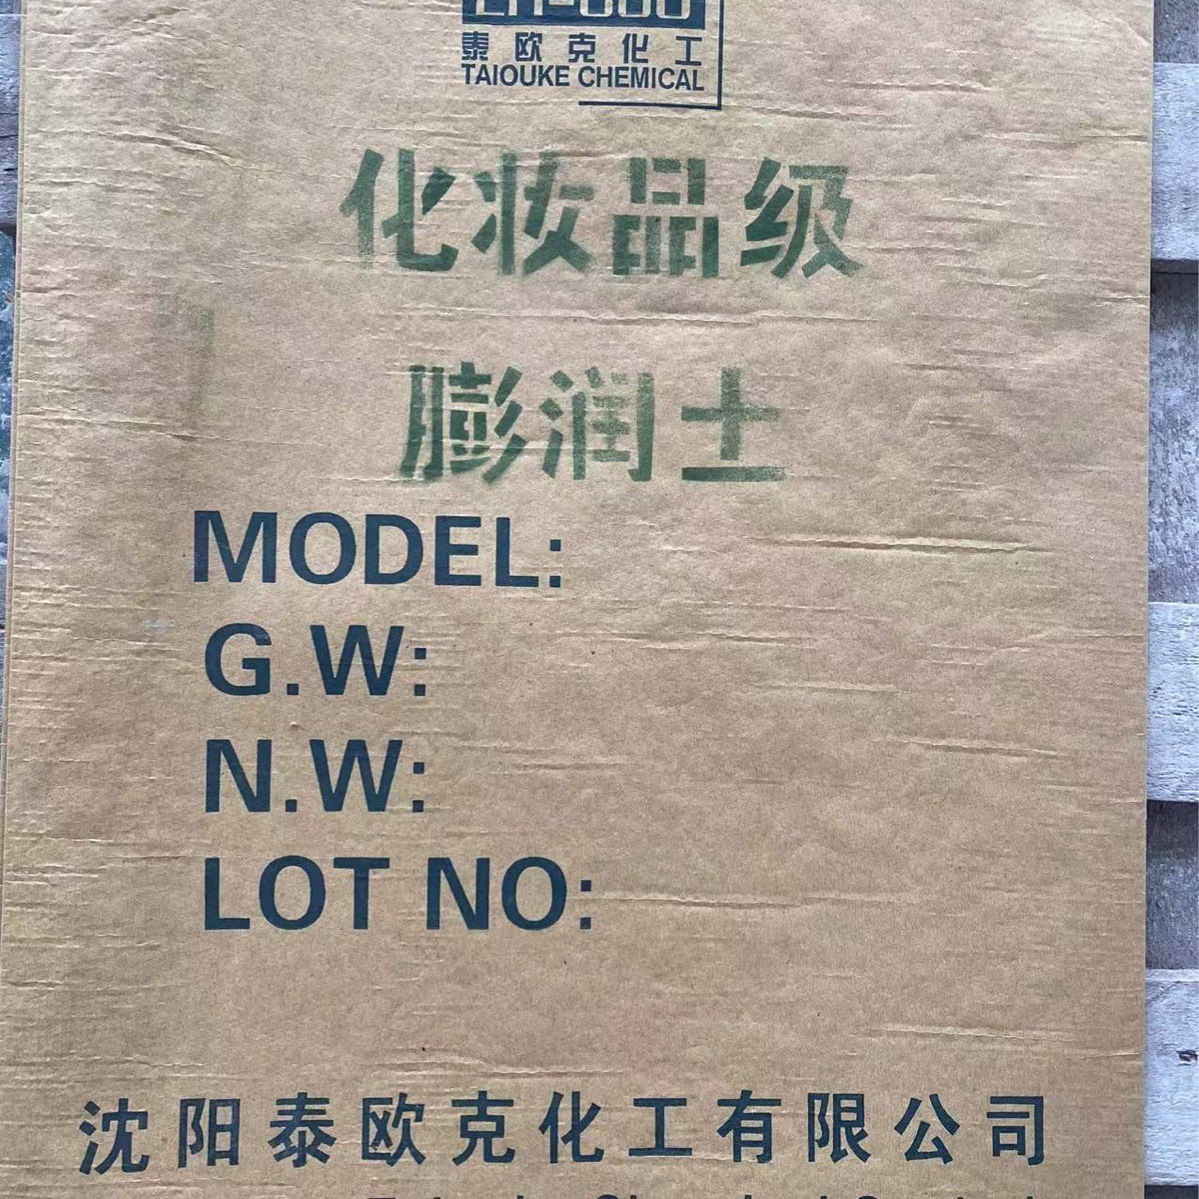 泰欧克化工
TAIOUKE CHEMICAL
化妆品级
膨润土
MODEL:
G.W:
N.W:
LOT NO:
沈阳泰欧克化工有限公司